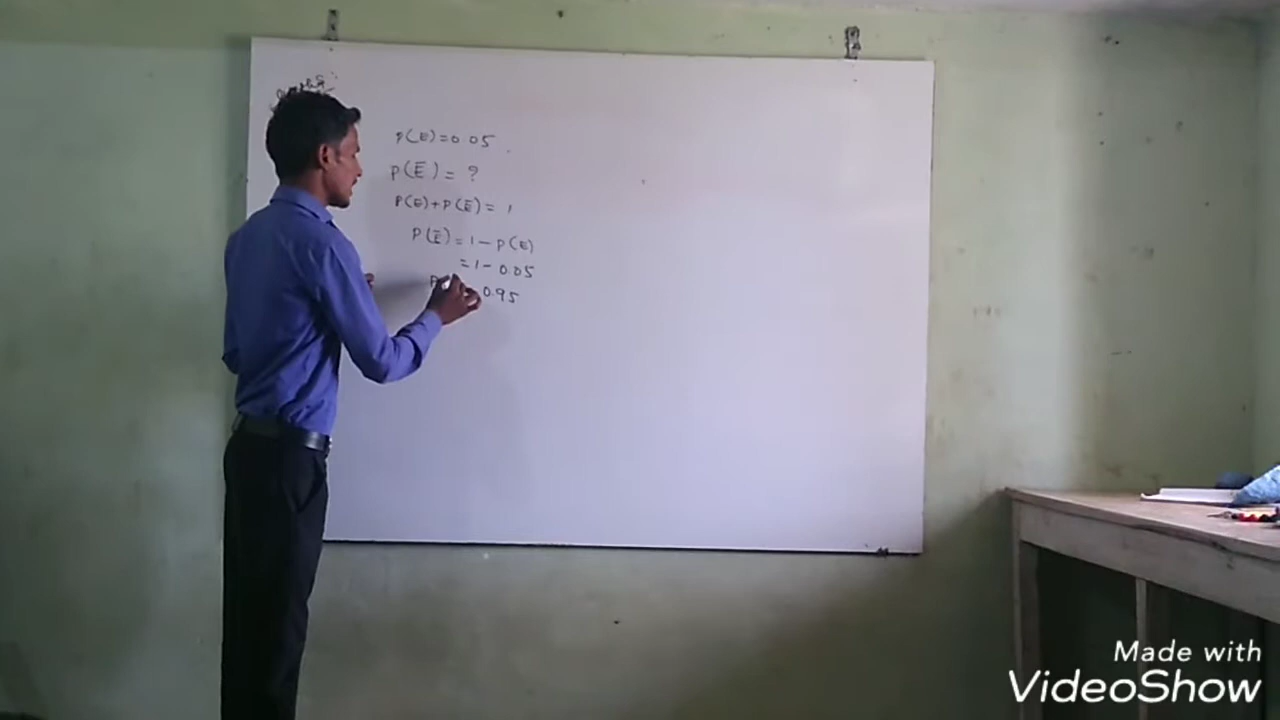 P(E)=0.05
P(Ē)= ?
P(E)+P(Ē)= 1
P(Ē)=1-P(E)
=1-0.05
0.95
Made with
VideoShow